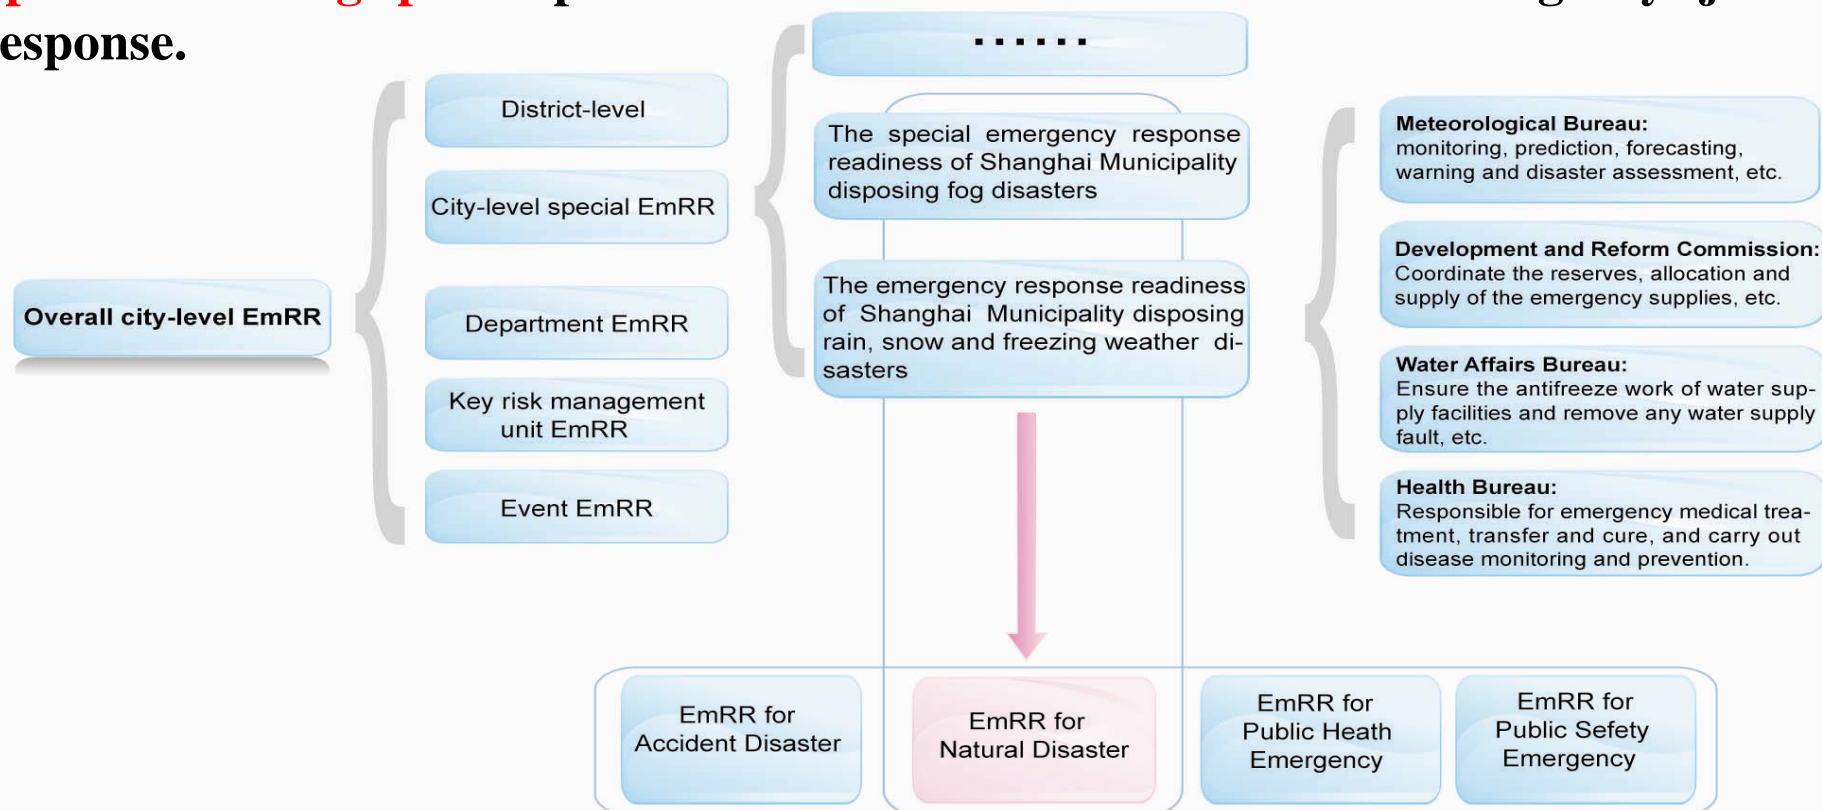 esponse.
......
District-level
The special emergency response
readiness of Shanghai Municipality
disposing fog disasters
City-level special EmRR
Overall city-level EmRR
Department EmRR
Key risk management
unit EmRR
Event EmRR
The emergency response readiness
of Shanghai Municipality disposing
rain, snow and freezing weather di-
sasters
Meteorological Bureau:
monitoring, prediction, forecasting,
warning and disaster assessment, etc.
Development and Reform Commission:
Coordinate the reserves, allocation and
supply of the emergency supplies, etc.
Water Affairs Bureau:
Ensure the antifreeze work of water sup-
ply facilities and remove any water supply
fault, etc.
Health Bureau:
Responsible for emergency medical trea-
tment, transfer and cure, and carry out
disease monitoring and prevention.
EmRR for
Accident Disaster
EmRR for
Natural Disaster
EmRR for
Public Heath
Emergency
EmRR for
Public Sefety
Emergency